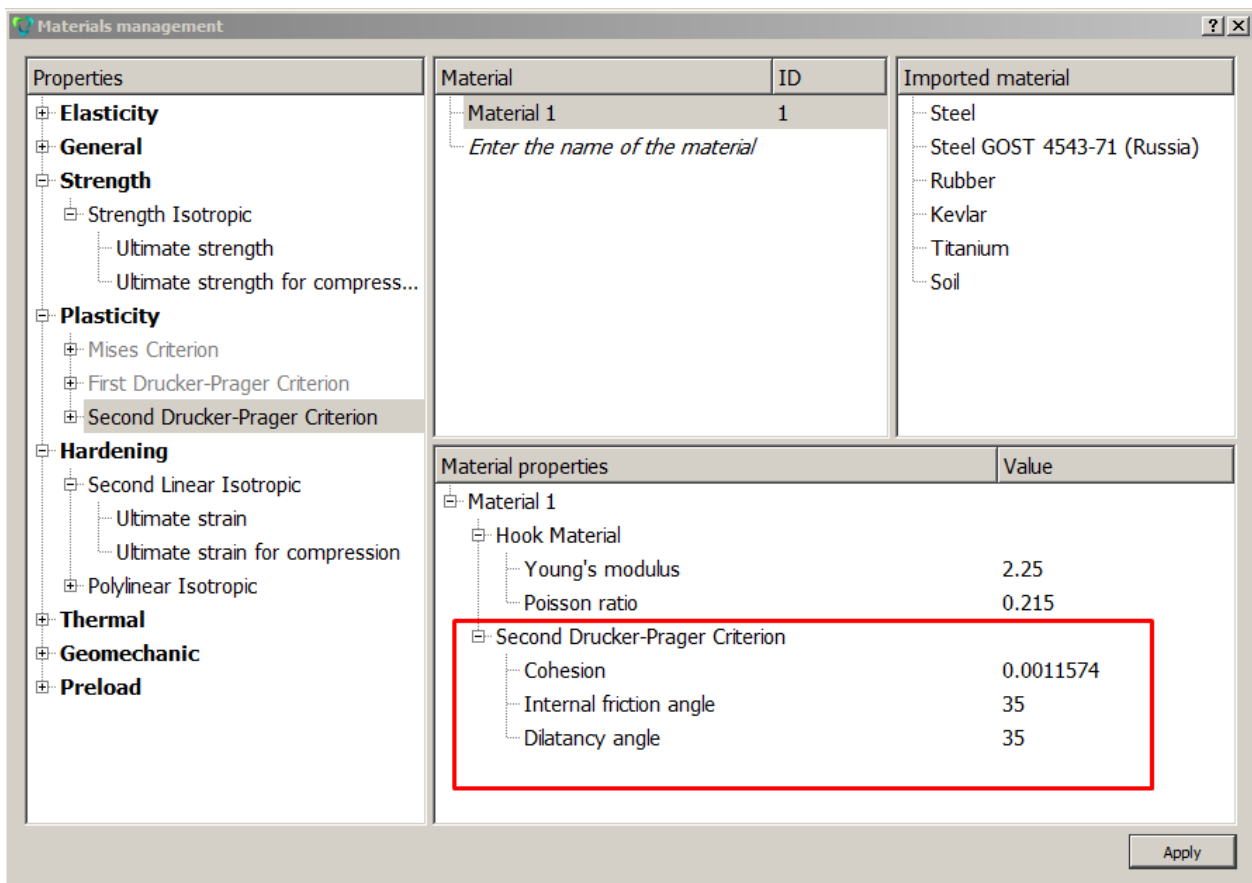 Materials management
Properties
Elasticity
General
Strength
Strength Isotropic
Ultimate strength
Ultimate strength for compress...
Plasticity
Mises Criterion
First Drucker-Prager Criterion
Second Drucker-Prager Criterion
Hardening
Second Linear Isotropic
Ultimate strain
Ultimate strain for compression
Polylinear Isotropic
Thermal
Geomechanic
Preload
Material ID
Material 1 1
Enter the name of the material
Imported material
Steel
Steel GOST 4543-71 (Russia)
Rubber
Kevlar
Titanium
Soil
Material properties Value
Material 1
Hook Material
Young's modulus 2.25
Poisson ratio 0.215
Second Drucker-Prager Criterion
Cohesion 0.0011574
Internal friction angle 35
Dilatancy angle 35
Apply